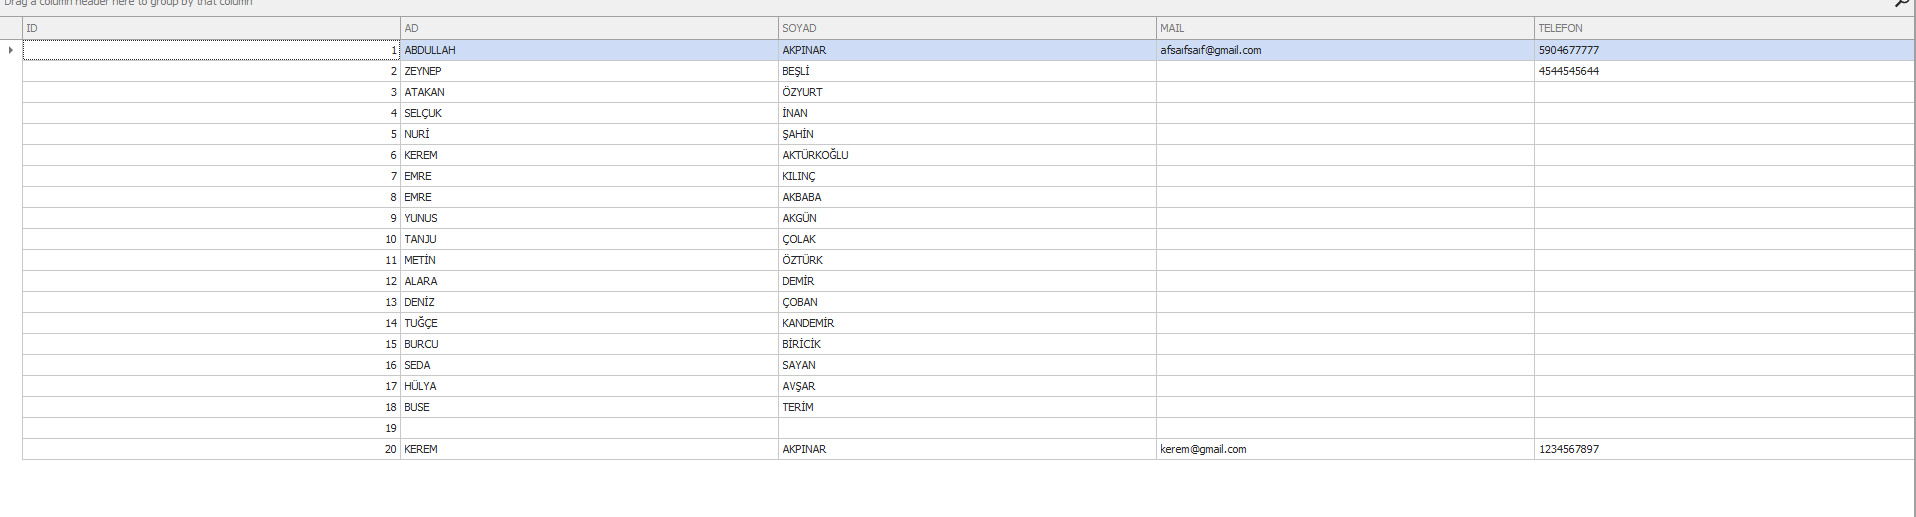 Drag a column header here to group by that column
ID AD SOYAD MAIL TELEFON
1 ABDULLAH AKPINAR afsaıfsaıf@gmail.com 5904677777
2 ZEYNEP BEŞLİ 4544545644
3 ATAKAN ÖZYURT
4 SELÇUK İNAN
5 NURİ ŞAHİN
6 KEREM AKTÜRKOĞLU
7 EMRE KILINÇ
8 EMRE AKBABA
9 YUNUS AKGÜN
10 TANJU ÇOLAK
11 METİN ÖZTÜRK
12 ALARA DEMİR
13 DENİZ ÇOBAN
14 TUĞÇE KANDEMİR
15 BURCU BİRİCİK
16 SEDA SAYAN
17 HÜLYA AVŞAR
18 BUSE TERİM
19
20 KEREM AKPINAR kerem@gmail.com 1234567897